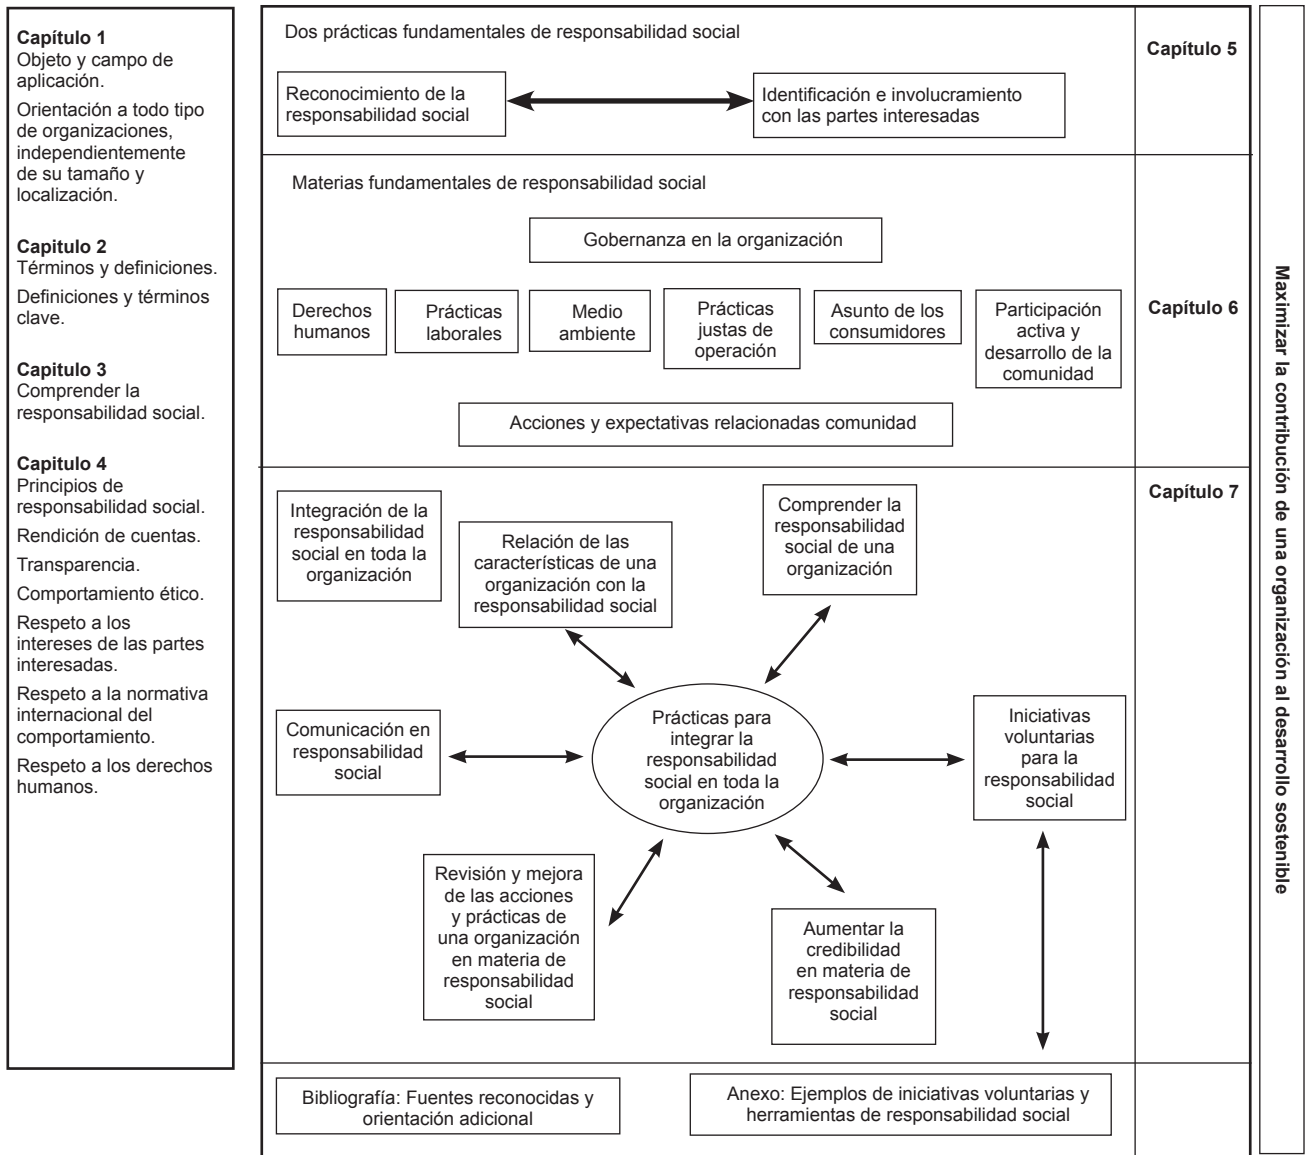 Capítulo 1
Objeto y campo de
aplicación.
Orientación a todo tipo
de organizaciones,
independientemente
de su tamaño y
localización.
Capitulo 2
Términos y definiciones.
Definiciones y términos
clave.
Capitulo 3
Comprender la
responsabilidad social.
Capitulo 4
Principios de
responsabilidad social.
Rendición de cuentas.
Transparencia.
Comportamiento ético.
Respeto a los
intereses de las partes
interesadas.
Respeto a la normativa
internacional del
comportamiento.
Respeto a los derechos
humanos.
Dos prácticas fundamentales de responsabilidad social
Capítulo 5
Reconocimiento de la
responsabilidad social
Identificación e involucramiento
con las partes interesadas
Materias fundamentales de responsabilidad social
Gobernanza en la organización
Capítulo 6
Derechos
humanos
Prácticas
laborales
Medio
ambiente
Prácticas
justas de
operación
Asunto de los
consumidores
Participación
activa y
desarrollo de la
comunidad
Acciones y expectativas relacionadas comunidad
Capítulo 7
Integración de la
responsabilidad
social en toda la
organización
Relación de las
características de una
organización con la
responsabilidad social
Comprender la
responsabilidad
social de una
organización
Comunicación en
responsabilidad
social
Prácticas para
integrar la
responsabilidad
social en toda la
organización
Iniciativas
voluntarias
para la
responsabilidad
social
Revisión y mejora
de las acciones
y prácticas de
una organización
en materia de
responsabilidad
social
Aumentar la
credibilidad
en materia de
responsabilidad
social
Bibliografía: Fuentes reconocidas y
orientación adicional
Anexo: Ejemplos de iniciativas voluntarias y
herramientas de responsabilidad social
Maximizar la contribución de una organización al desarrollo sostenible